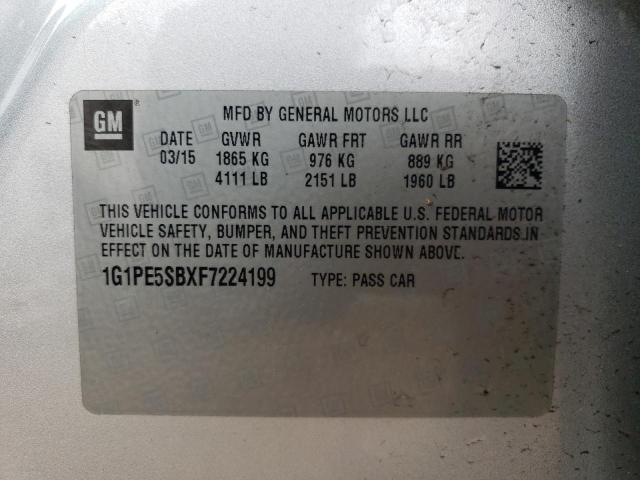 GM
MFD BY GENERAL MOTORS LLC
DATE GVWR GAWR FRT GAWR RR
03/15 1865 KG 976 KG 889 KG
4111 LB 2151 LB 1960 LB
THIS VEHICLE CONFORMS TO ALL APPLICABLE U.S. FEDERAL MOTOR
VEHICLE SAFETY, BUMPER, AND THEFT PREVENTION STANDARDS IN
EFFECT ON THE DATE OF MANUFACTURE SHOWN ABOVE.
1G1PE5SBXF7224199 TYPE: PASS CAR